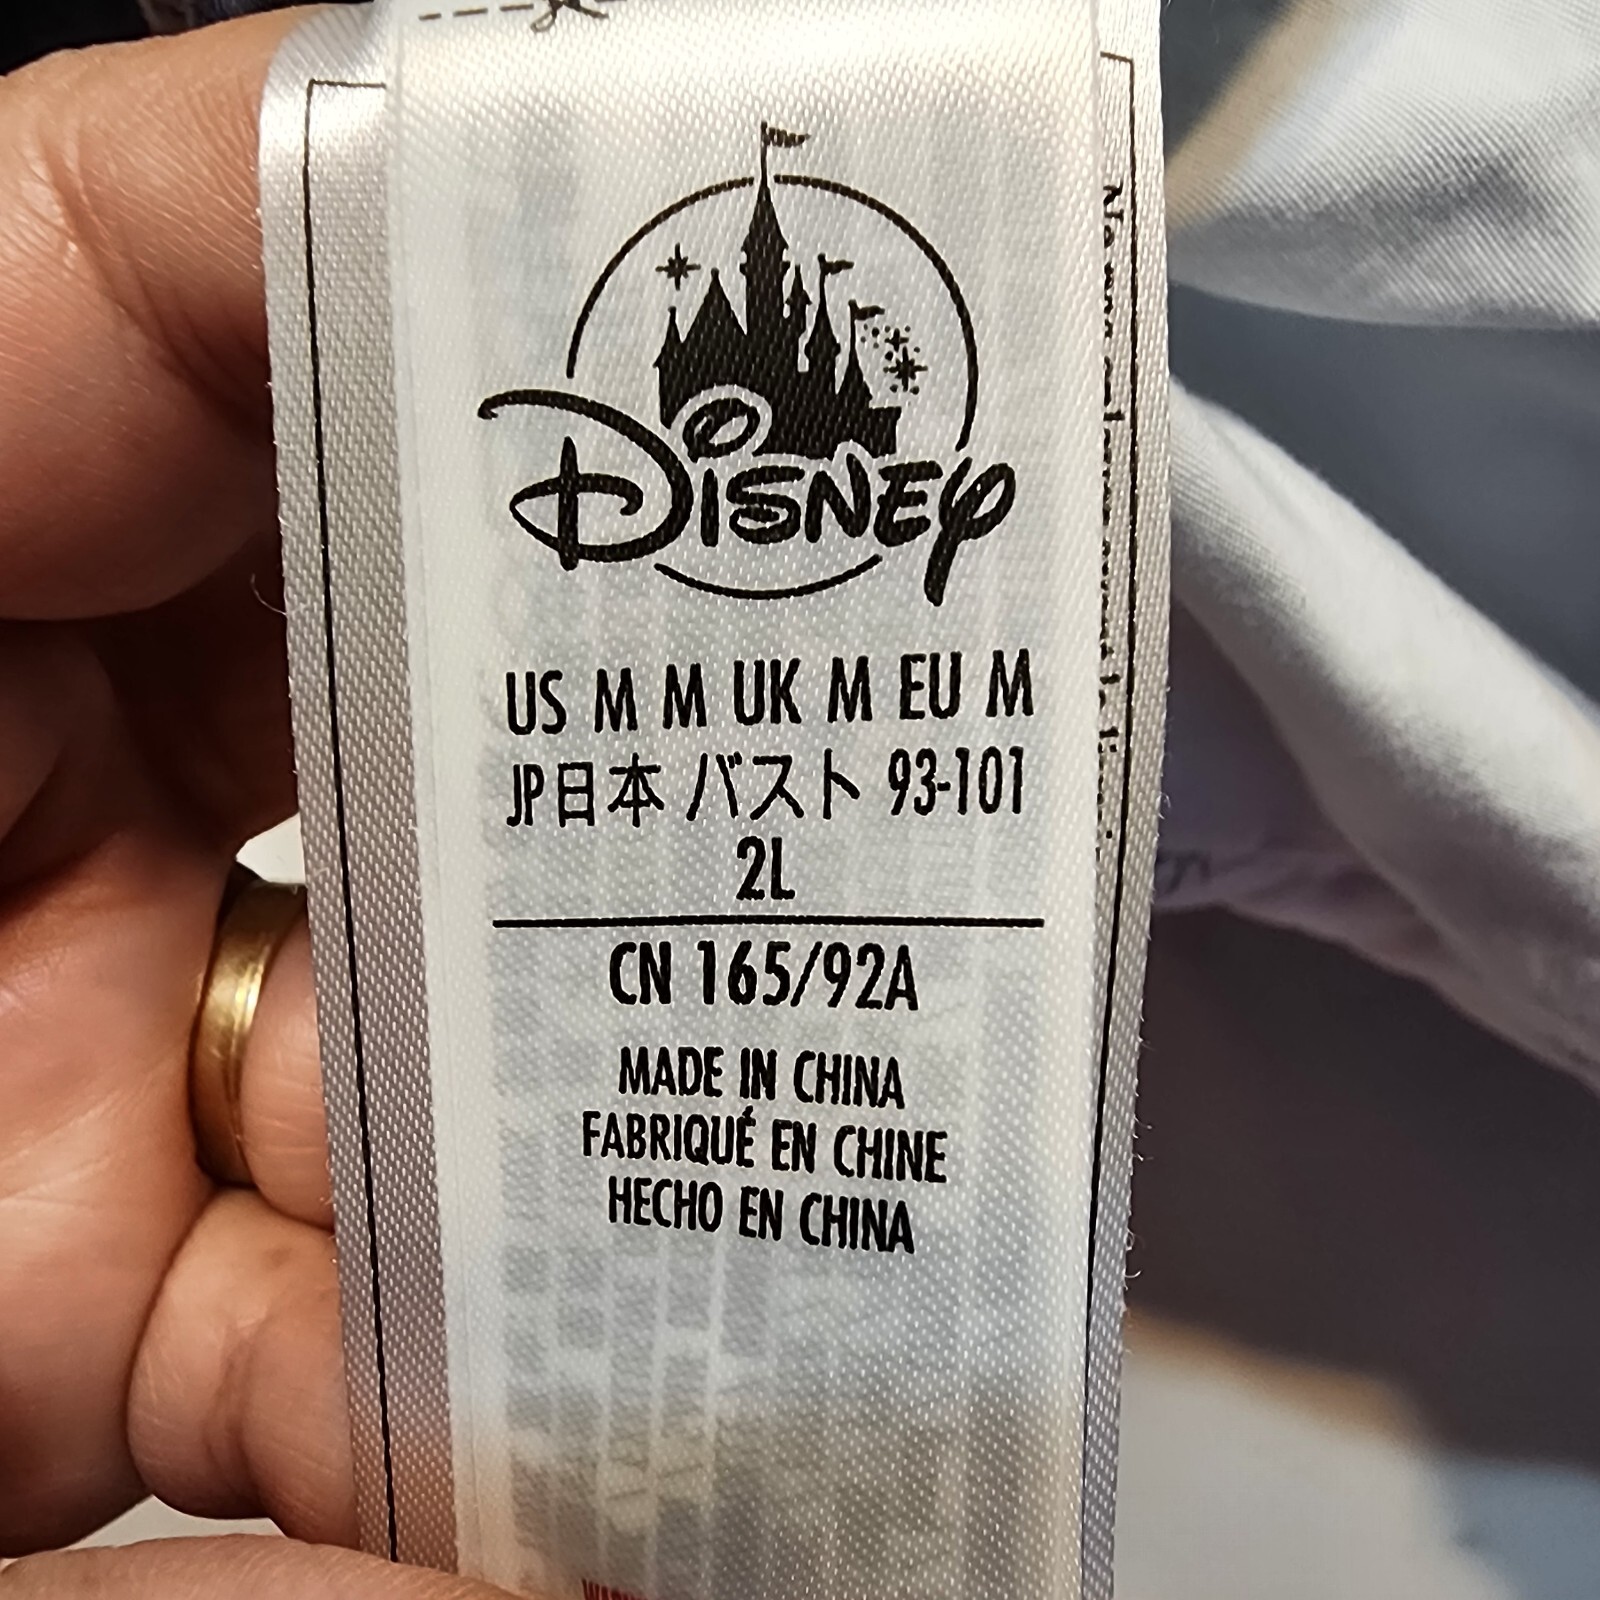 DISNEY
US M M UK M EU M
JP日本 バスト 93-101
2L
CN 165/92A
MADE IN CHINA
FABRIQUÉ EN CHINE
HECHO EN CHINA